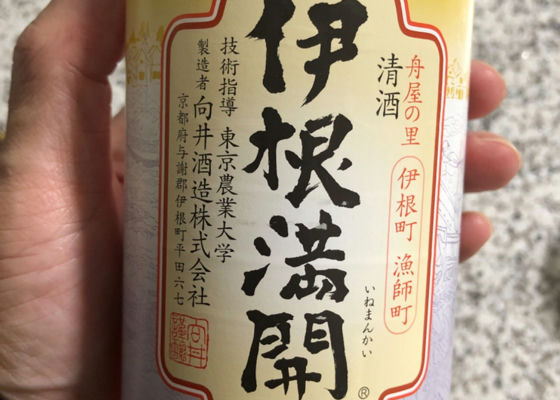 舟屋の里
伊根町 漁師町
清酒
伊根満開
いねまんかい
®
技術指導 東京農業大学
製造者 向井酒造株式会社
京都府与謝郡伊根町平田六七